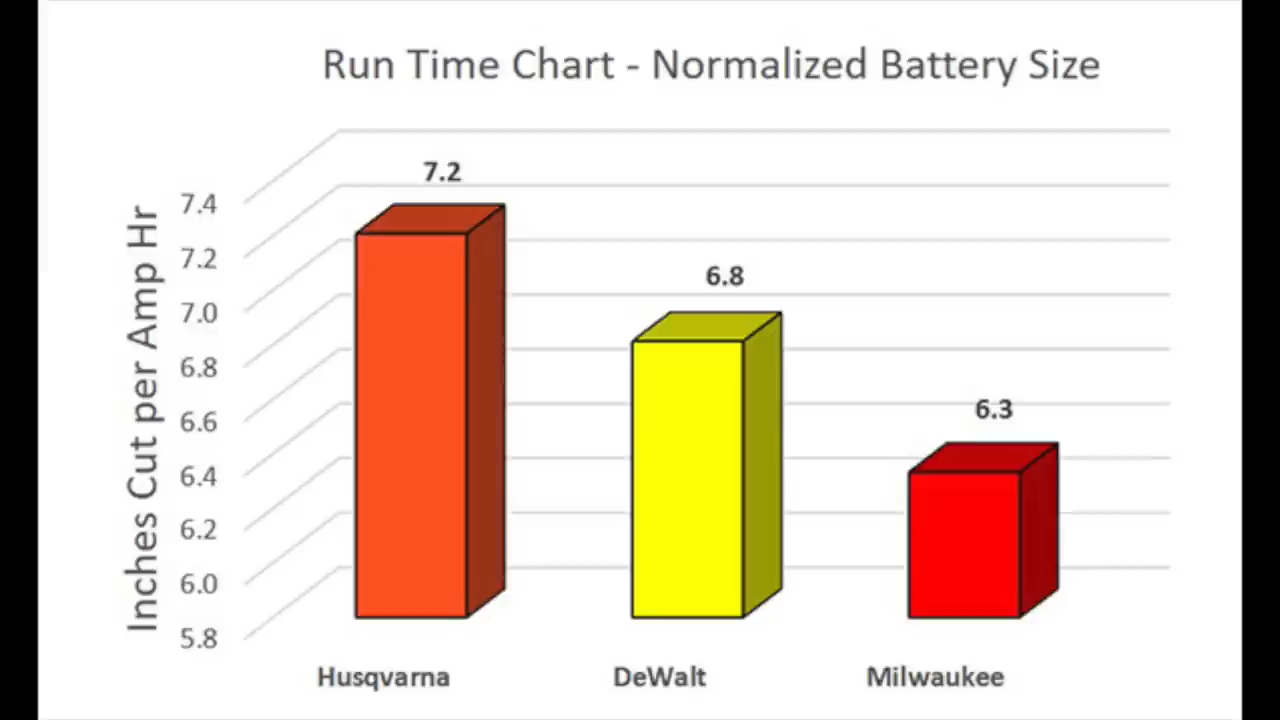 Run Time Chart - Normalized Battery Size
Inches Cut per Amp Hr
7.4
7.2
7.0
6.8
6.6
6.4
6.2
6.0
5.8
7.2
6.8
6.3
Husqvarna
DeWalt
Milwaukee